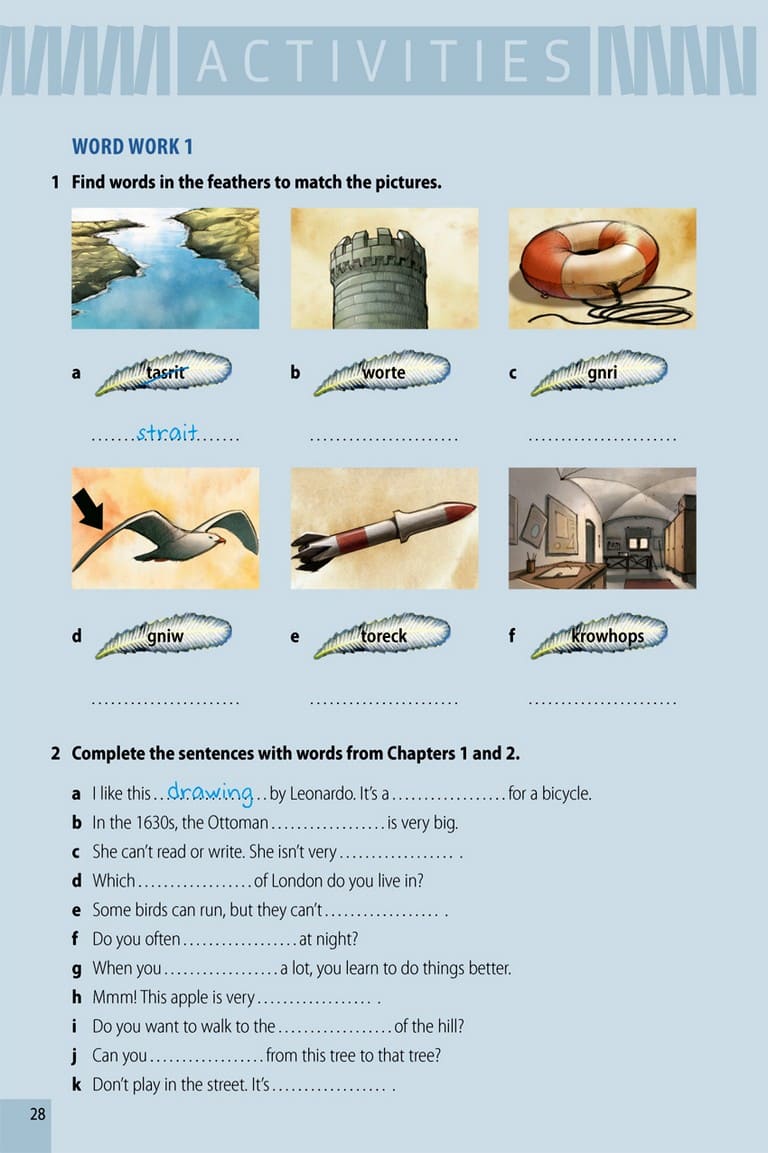 ACTIVITIES
WORD WORK 1
1 Find words in the feathers to match the pictures.
a tasrit b worte c gnri
.......strait.......  .......................  .......................
d gniw e toreck f krowhops
.......................  .......................  .......................
2 Complete the sentences with words from Chapters 1 and 2.
a I like this ..drawing.. by Leonardo. It's a .................. for a bicycle.
b In the 1630s, the Ottoman .................. is very big.
c She can't read or write. She isn't very .................. .
d Which .................. of London do you live in?
e Some birds can run, but they can't .................. .
f Do you often .................. at night?
g When you .................. a lot, you learn to do things better.
h Mmm! This apple is very .................. .
i Do you want to walk to the .................. of the hill?
j Can you .................. from this tree to that tree?
k Don't play in the street. It's .................. .
28